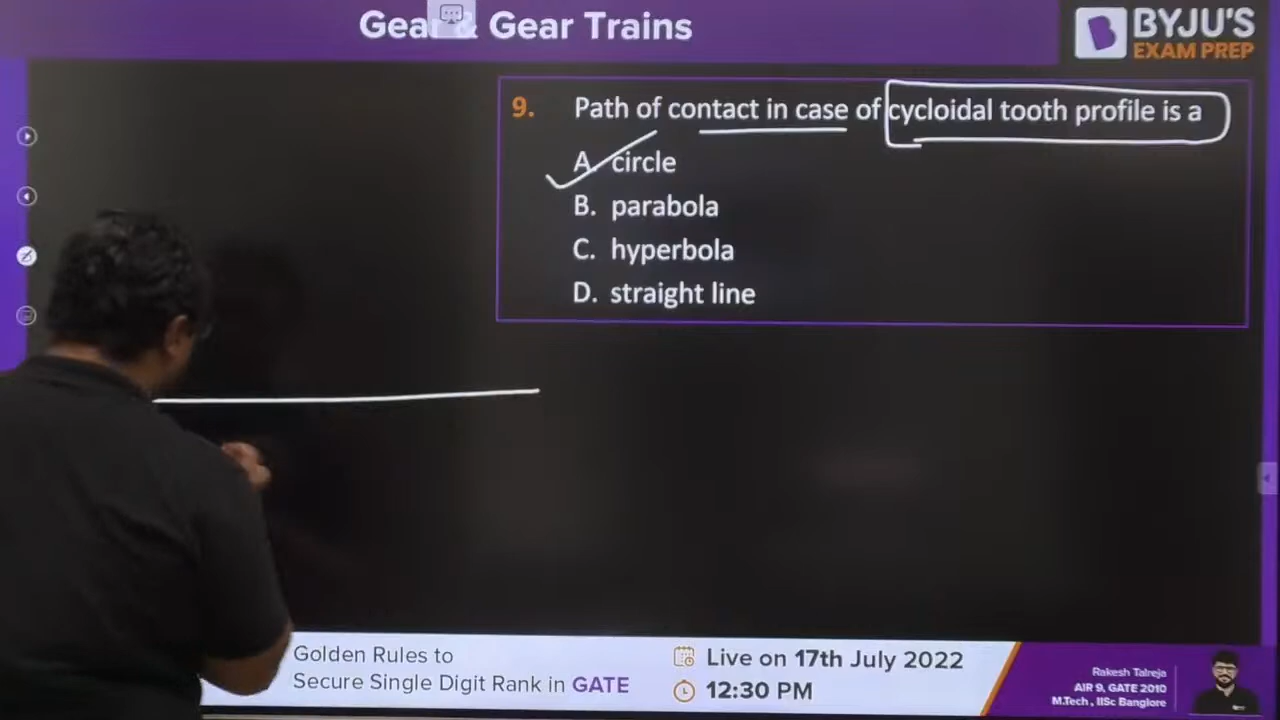 Gear & Gear Trains
BYJU'S
EXAM PREP
9. Path of contact in case of cycloidal tooth profile is a
A. circle
B. parabola
C. hyperbola
D. straight line
Golden Rules to
Secure Single Digit Rank in GATE
Live on 17th July 2022
12:30 PM
Rakesh Talreja
AIR 9, GATE 2010
M.Tech, IISc Banglore